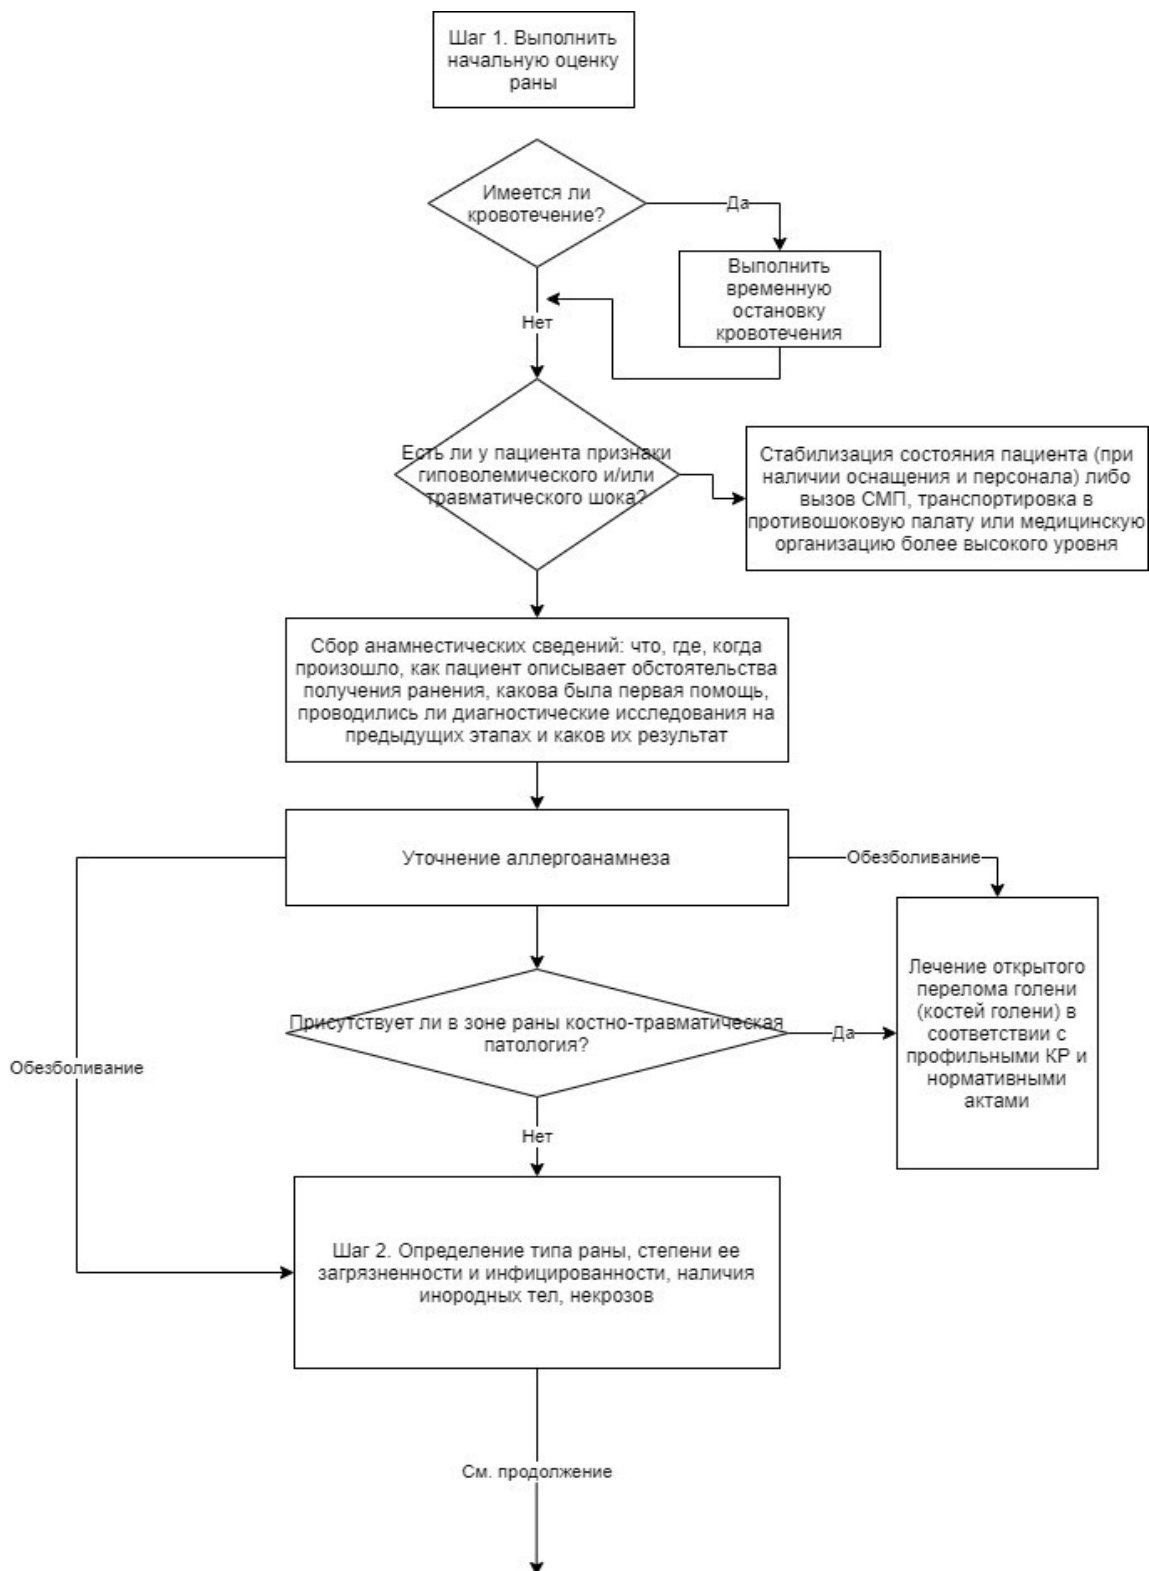 Шаг 1. Выполнить
начальную оценку
раны
Имеется ли
кровотечение?
Да
Выполнить
временную
остановку
кровотечения
Нет
Есть ли у пациента признаки
гиповолемического и/или
травматического шока?
Стабилизация состояния пациента (при
наличии оснащения и персонала) либо
вызов СМП, транспортировка в
противошоковую палату или медицинскую
организацию более высокого уровня
Сбор анамнестических сведений: что, где, когда
произошло, как пациент описывает обстоятельства
получения ранения, какова была первая помощь,
проводились ли диагностические исследования на
предыдущих этапах и каков их результат
Уточнение аллергоанамнеза
Обезболивание
Лечение открытого
перелома голени
(костей голени) в
соответствии с
профильными КР и
нормативными
актами
Присутствует ли в зоне раны костно-травматическая
патология?
Да
Обезболивание
Нет
Шаг 2. Определение типа раны, степени ее
загрязненности и инфицированности, наличия
инородных тел, некрозов
См. продолжение